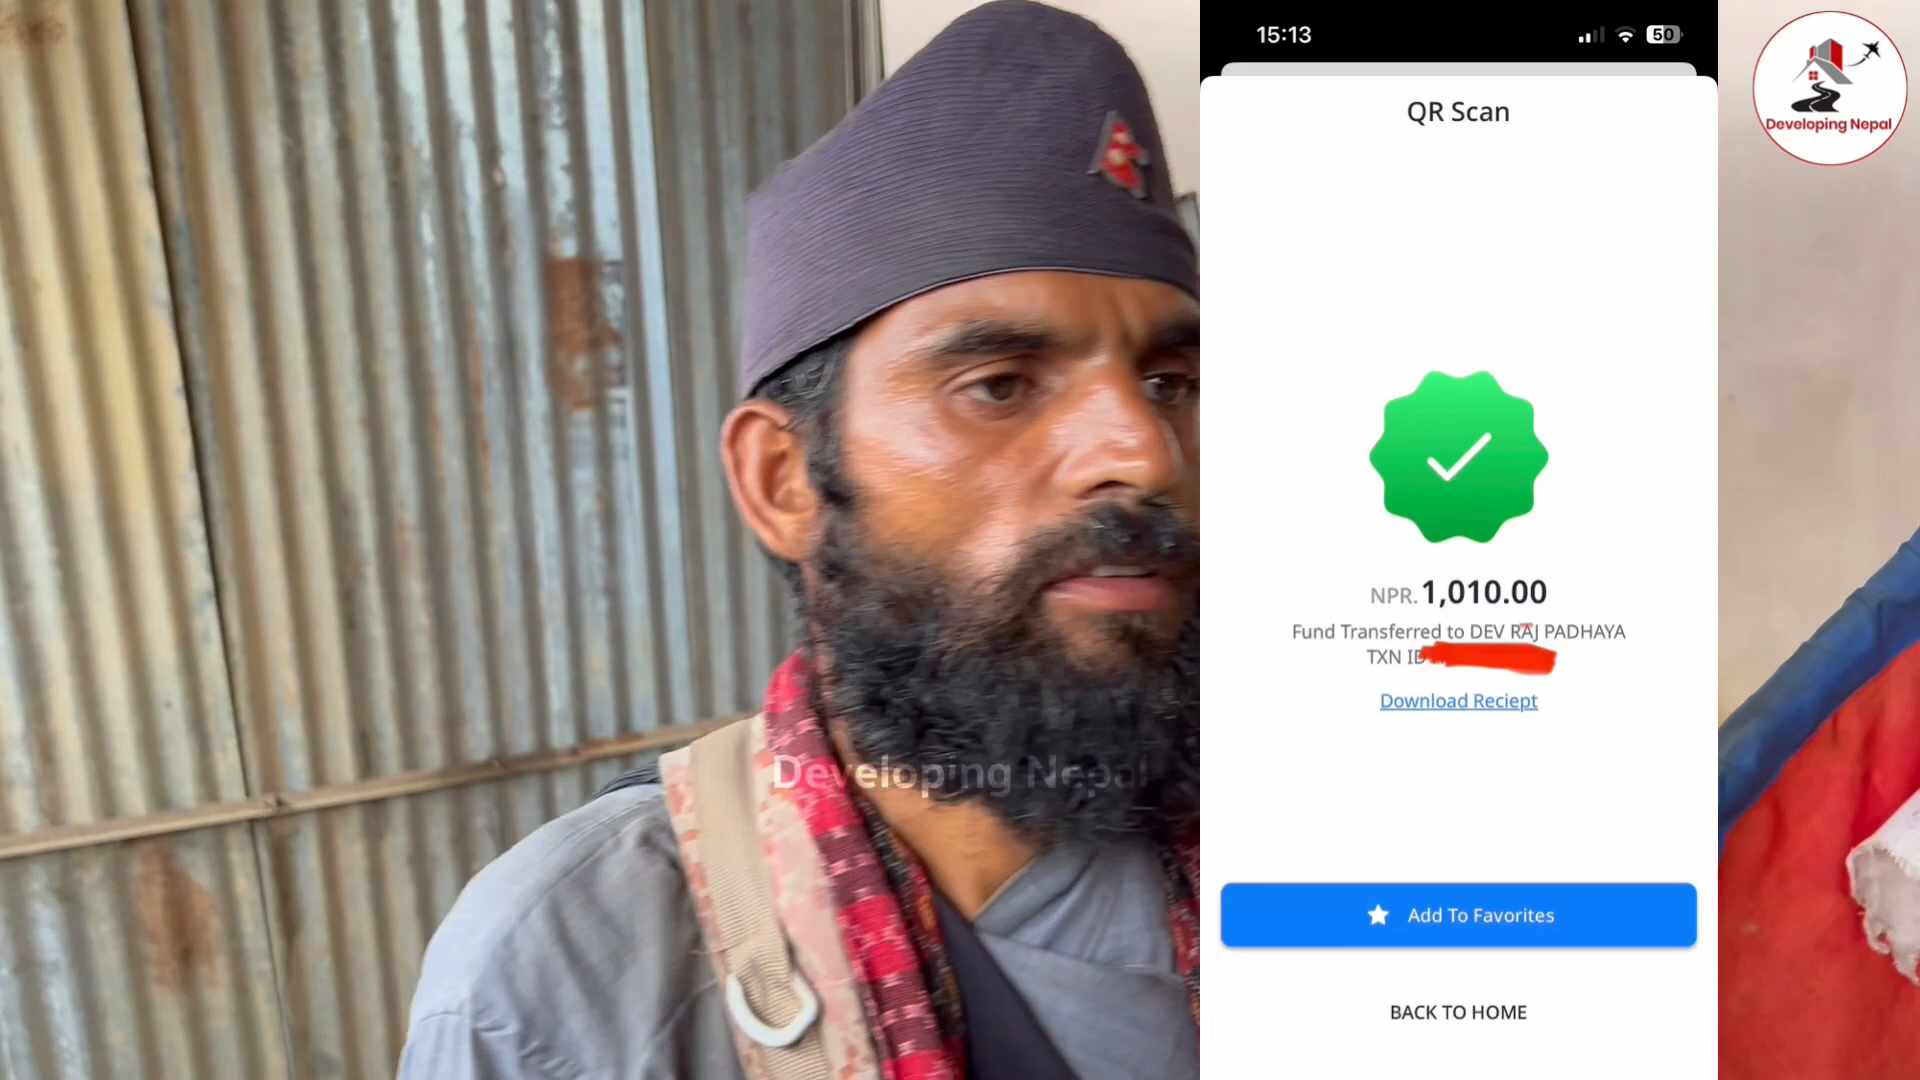 15:13
50
QR Scan
Developing Nepal
NPR. 1,010.00
Fund Transferred to DEV RAJ PADHAYA
TXN ID
Download Reciept
Developing Nepal
Add To Favorites
BACK TO HOME